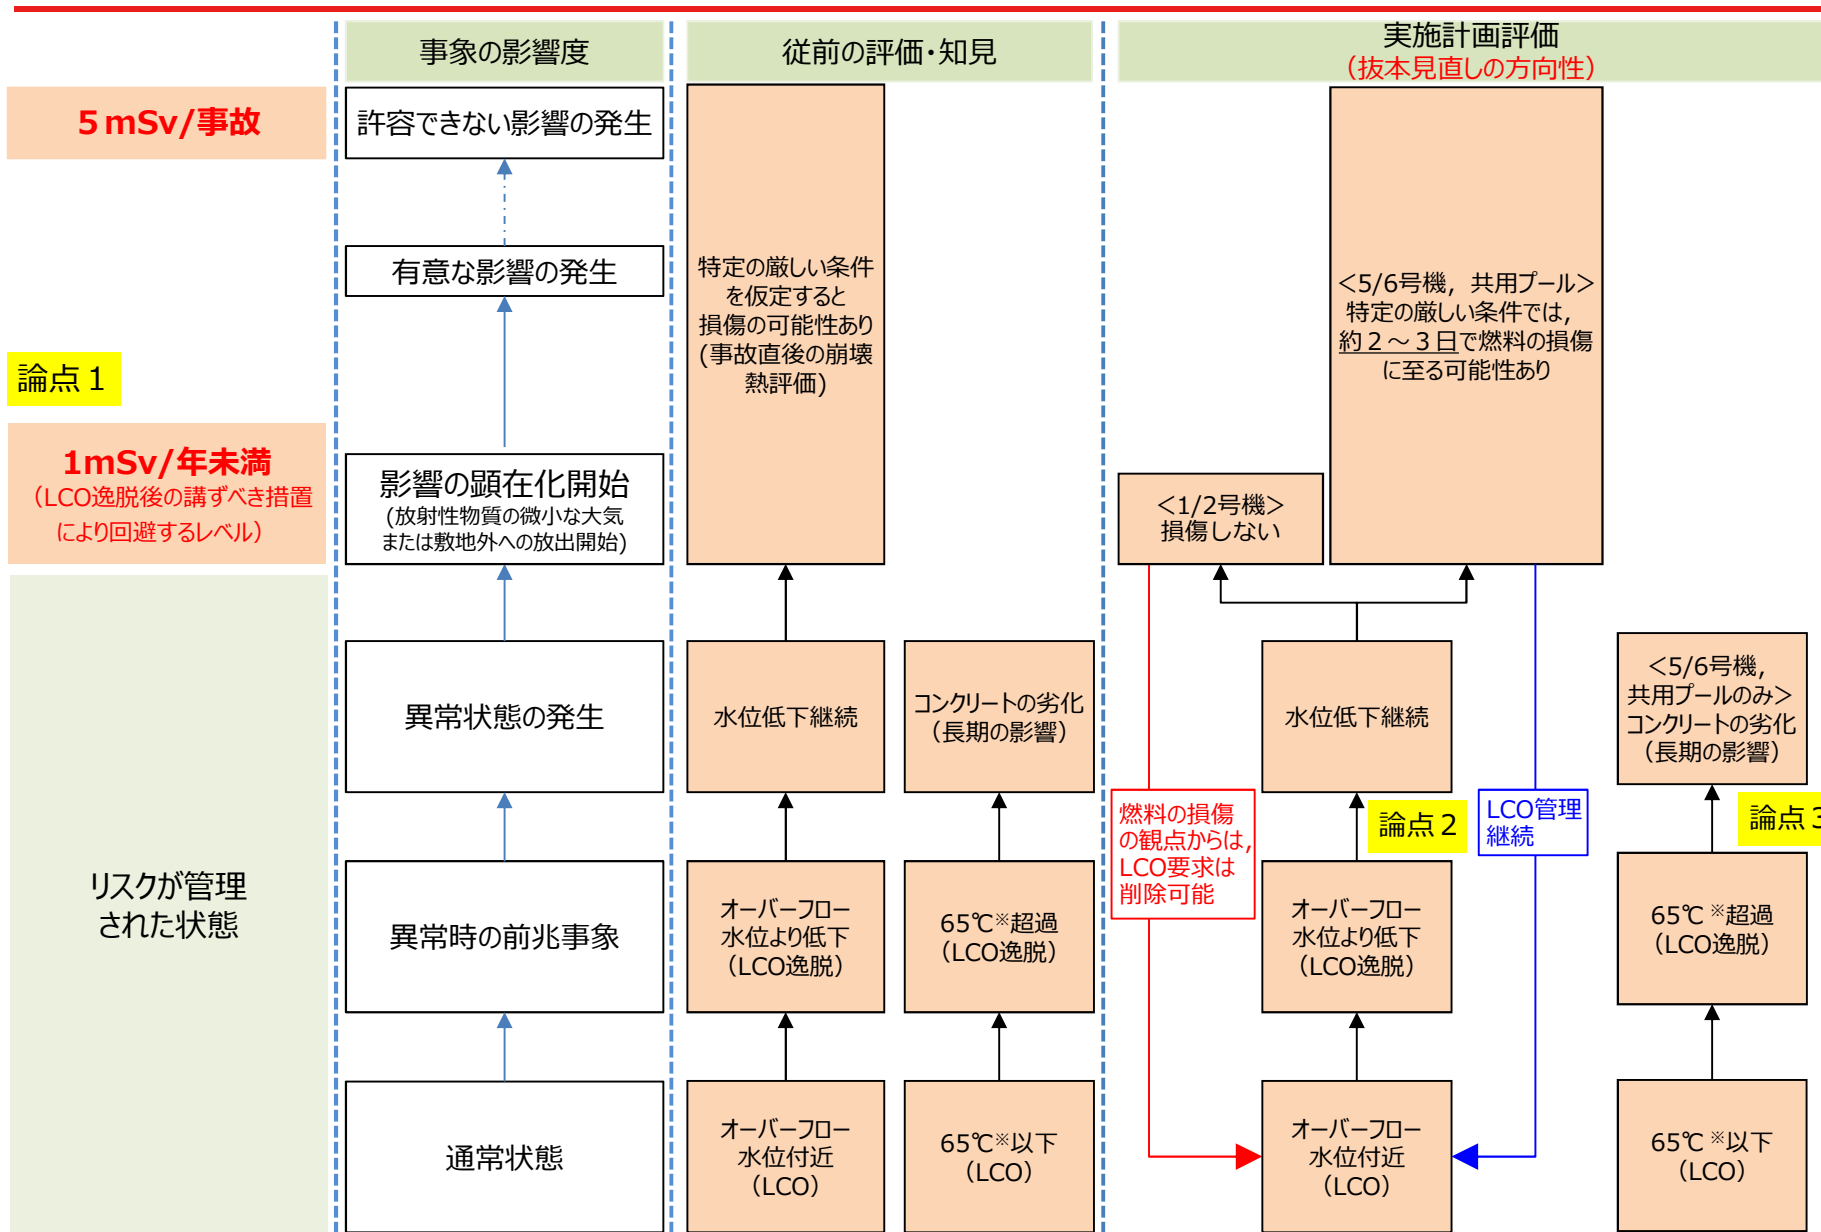 事象の影響度
従前の評価・知見
実施計画評価
（抜本見直しの方向性）
5mSv/事故
論点1
1mSv/年未満
（LCO逸脱後の講ずべき措置
により回避するレベル）
リスクが管理
された状態
許容できない影響の発生
有意な影響の発生
影響の顕在化開始
(放射性物質の微小な大気
または敷地外への放出開始)
異常状態の発生
異常時の前兆事象
通常状態
特定の厳しい条件
を仮定すると
損傷の可能性あり
(事故直後の崩壊
熱評価)
水位低下継続
オーバーフロー
水位より低下
（LCO逸脱）
オーバーフロー
水位付近
（LCO）
コンクリートの劣化
（長期の影響）
65℃※超過
（LCO逸脱）
65℃※以下
（LCO）
＜1/2号機＞
損傷しない
＜5/6号機，共用プール＞
特定の厳しい条件では，
約２～３日で燃料の損傷
に至る可能性あり
水位低下継続
燃料の損傷
の観点からは，
LCO要求は
削除可能
論点2
LCO管理
継続
オーバーフロー
水位より低下
（LCO逸脱）
オーバーフロー
水位付近
（LCO）
＜5/6号機，
共用プールのみ＞
コンクリートの劣化
（長期の影響）
論点3
65℃※超過
（LCO逸脱）
65℃※以下
（LCO）